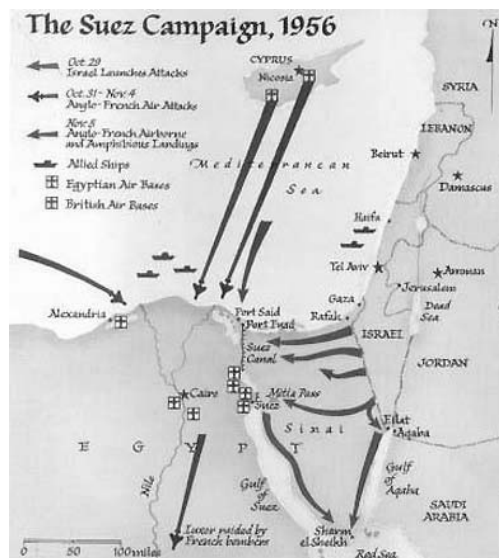 The Suez Campaign, 1956
Oct. 29
Israel Launches Attacks
Oct. 31 - Nov. 4
Anglo-French Air Attacks
Nov. 5
Anglo-French Airborne
and Amphibious Landings
Allied Ships
Egyptian Air Bases
British Air Bases
CYPRUS
Nicosia
N
SYRIA
LEBANON
Beirut
Damascus
Mediterranean
Sea
Haifa
Tel Aviv
Amman
Jerusalem
Dead
Sea
Gaza
Rafah
ISRAEL
JORDAN
Alexandria
Port Said
Port Fuad
Suez
Canal
Mitla Pass
Cairo
Suez
Sinai
Eilat
Aqaba
EGYPT
Nile
Gulf of
Suez
Gulf of
Aqaba
SAUDI
ARABIA
Luxor raided by
French bombers
Sharm
el Sheikh
Red Sea
0 50 100 miles